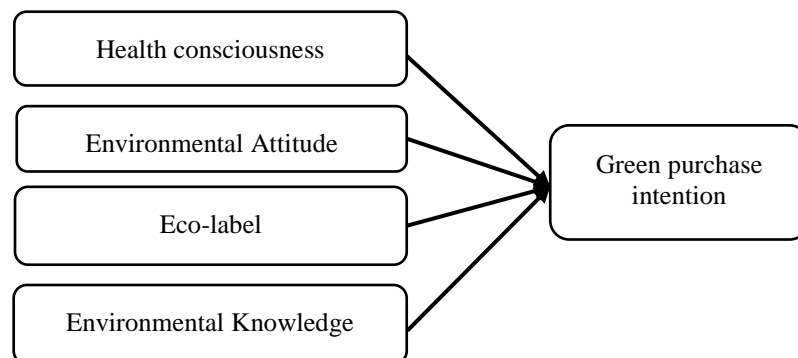 Health consciousness
Environmental Attitude
Eco-label
Environmental Knowledge
Green purchase
intention